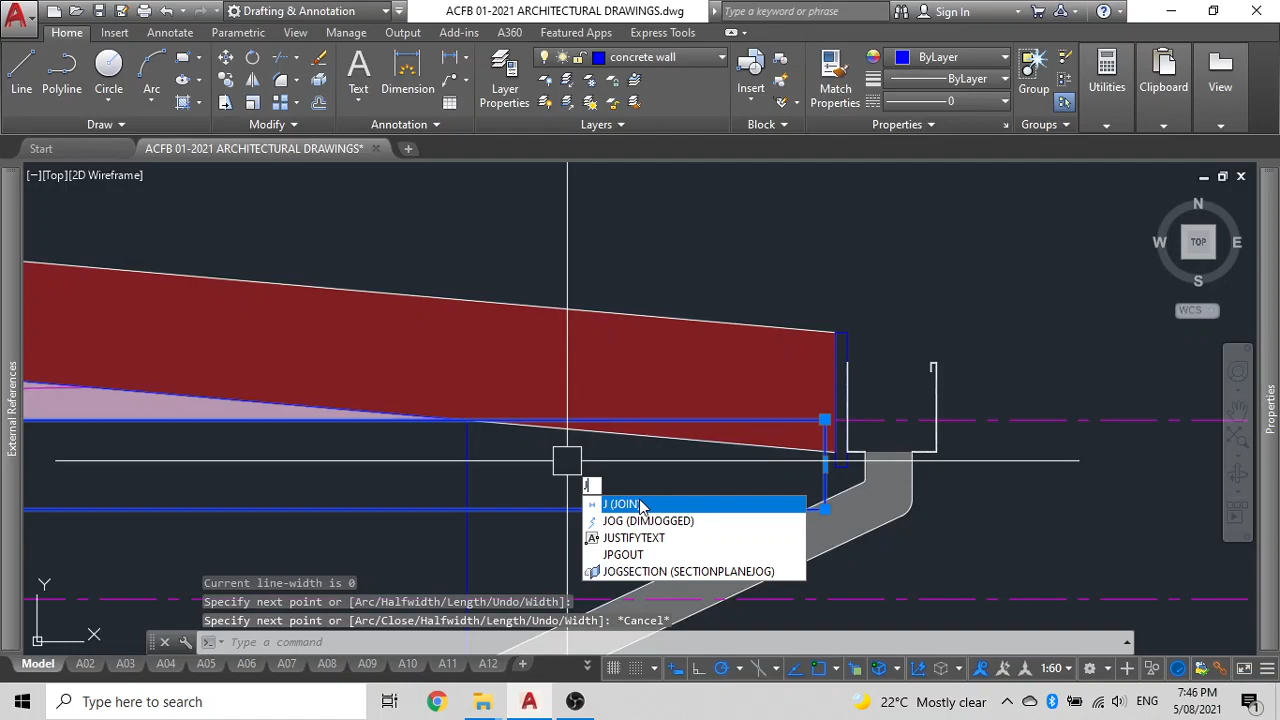 Drafting & Annotation
ACFB 01-2021 ARCHITECTURAL DRAWINGS.dwg
Type a keyword or phrase
Sign In
Home Insert Annotate Parametric View Manage Output Add-ins A360 Featured Apps Express Tools
concrete wall
ByLayer
ByLayer
0
Line Polyline Circle Arc Text Dimension Layer Properties Insert Match Properties Group Utilities Clipboard View
Draw Modify Annotation Layers Block Properties Groups
Start
ACFB 01-2021 ARCHITECTURAL DRAWINGS*
[−][Top][2D Wireframe]
N
W TOP E
S
WCS
External References
Properties
J
J (JOIN)
JOG (DIMJOGGED)
JUSTIFYTEXT
JPGOUT
JOGSECTION (SECTIONPLANEJOG)
Y
X
Current line-width is 0
Specify next point or [Arc/Halfwidth/Length/Undo/Width]:
Specify next point or [Arc/Close/Halfwidth/Length/Undo/Width]: *Cancel*
Type a command
Model A02 A03 A04 A05 A06 A07 A08 A09 A10 A11 A12
1:60
Type here to search
22°C Mostly clear
7:46 PM
5/08/2021